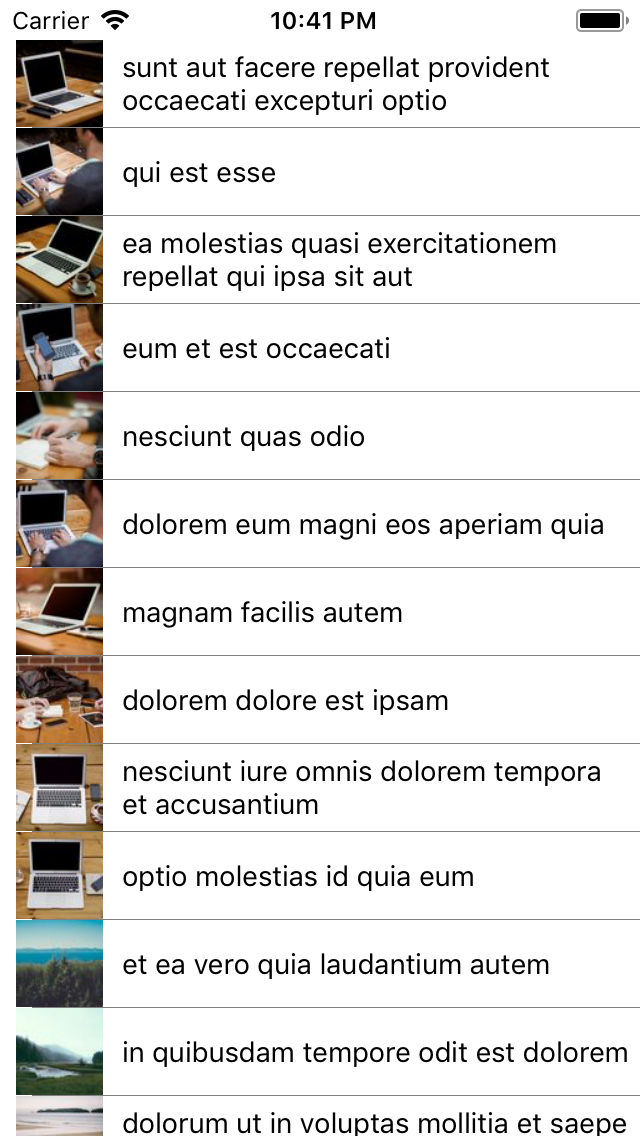 Carrier 10:41 PM
sunt aut facere repellat provident
occaecati excepturi optio
qui est esse
ea molestias quasi exercitationem
repellat qui ipsa sit aut
eum et est occaecati
nesciunt quas odio
dolorem eum magni eos aperiam quia
magnam facilis autem
dolorem dolore est ipsam
nesciunt iure omnis dolorem tempora
et accusantium
optio molestias id quia eum
et ea vero quia laudantium autem
in quibusdam tempore odit est dolorem
dolorum ut in voluptas mollitia et saepe